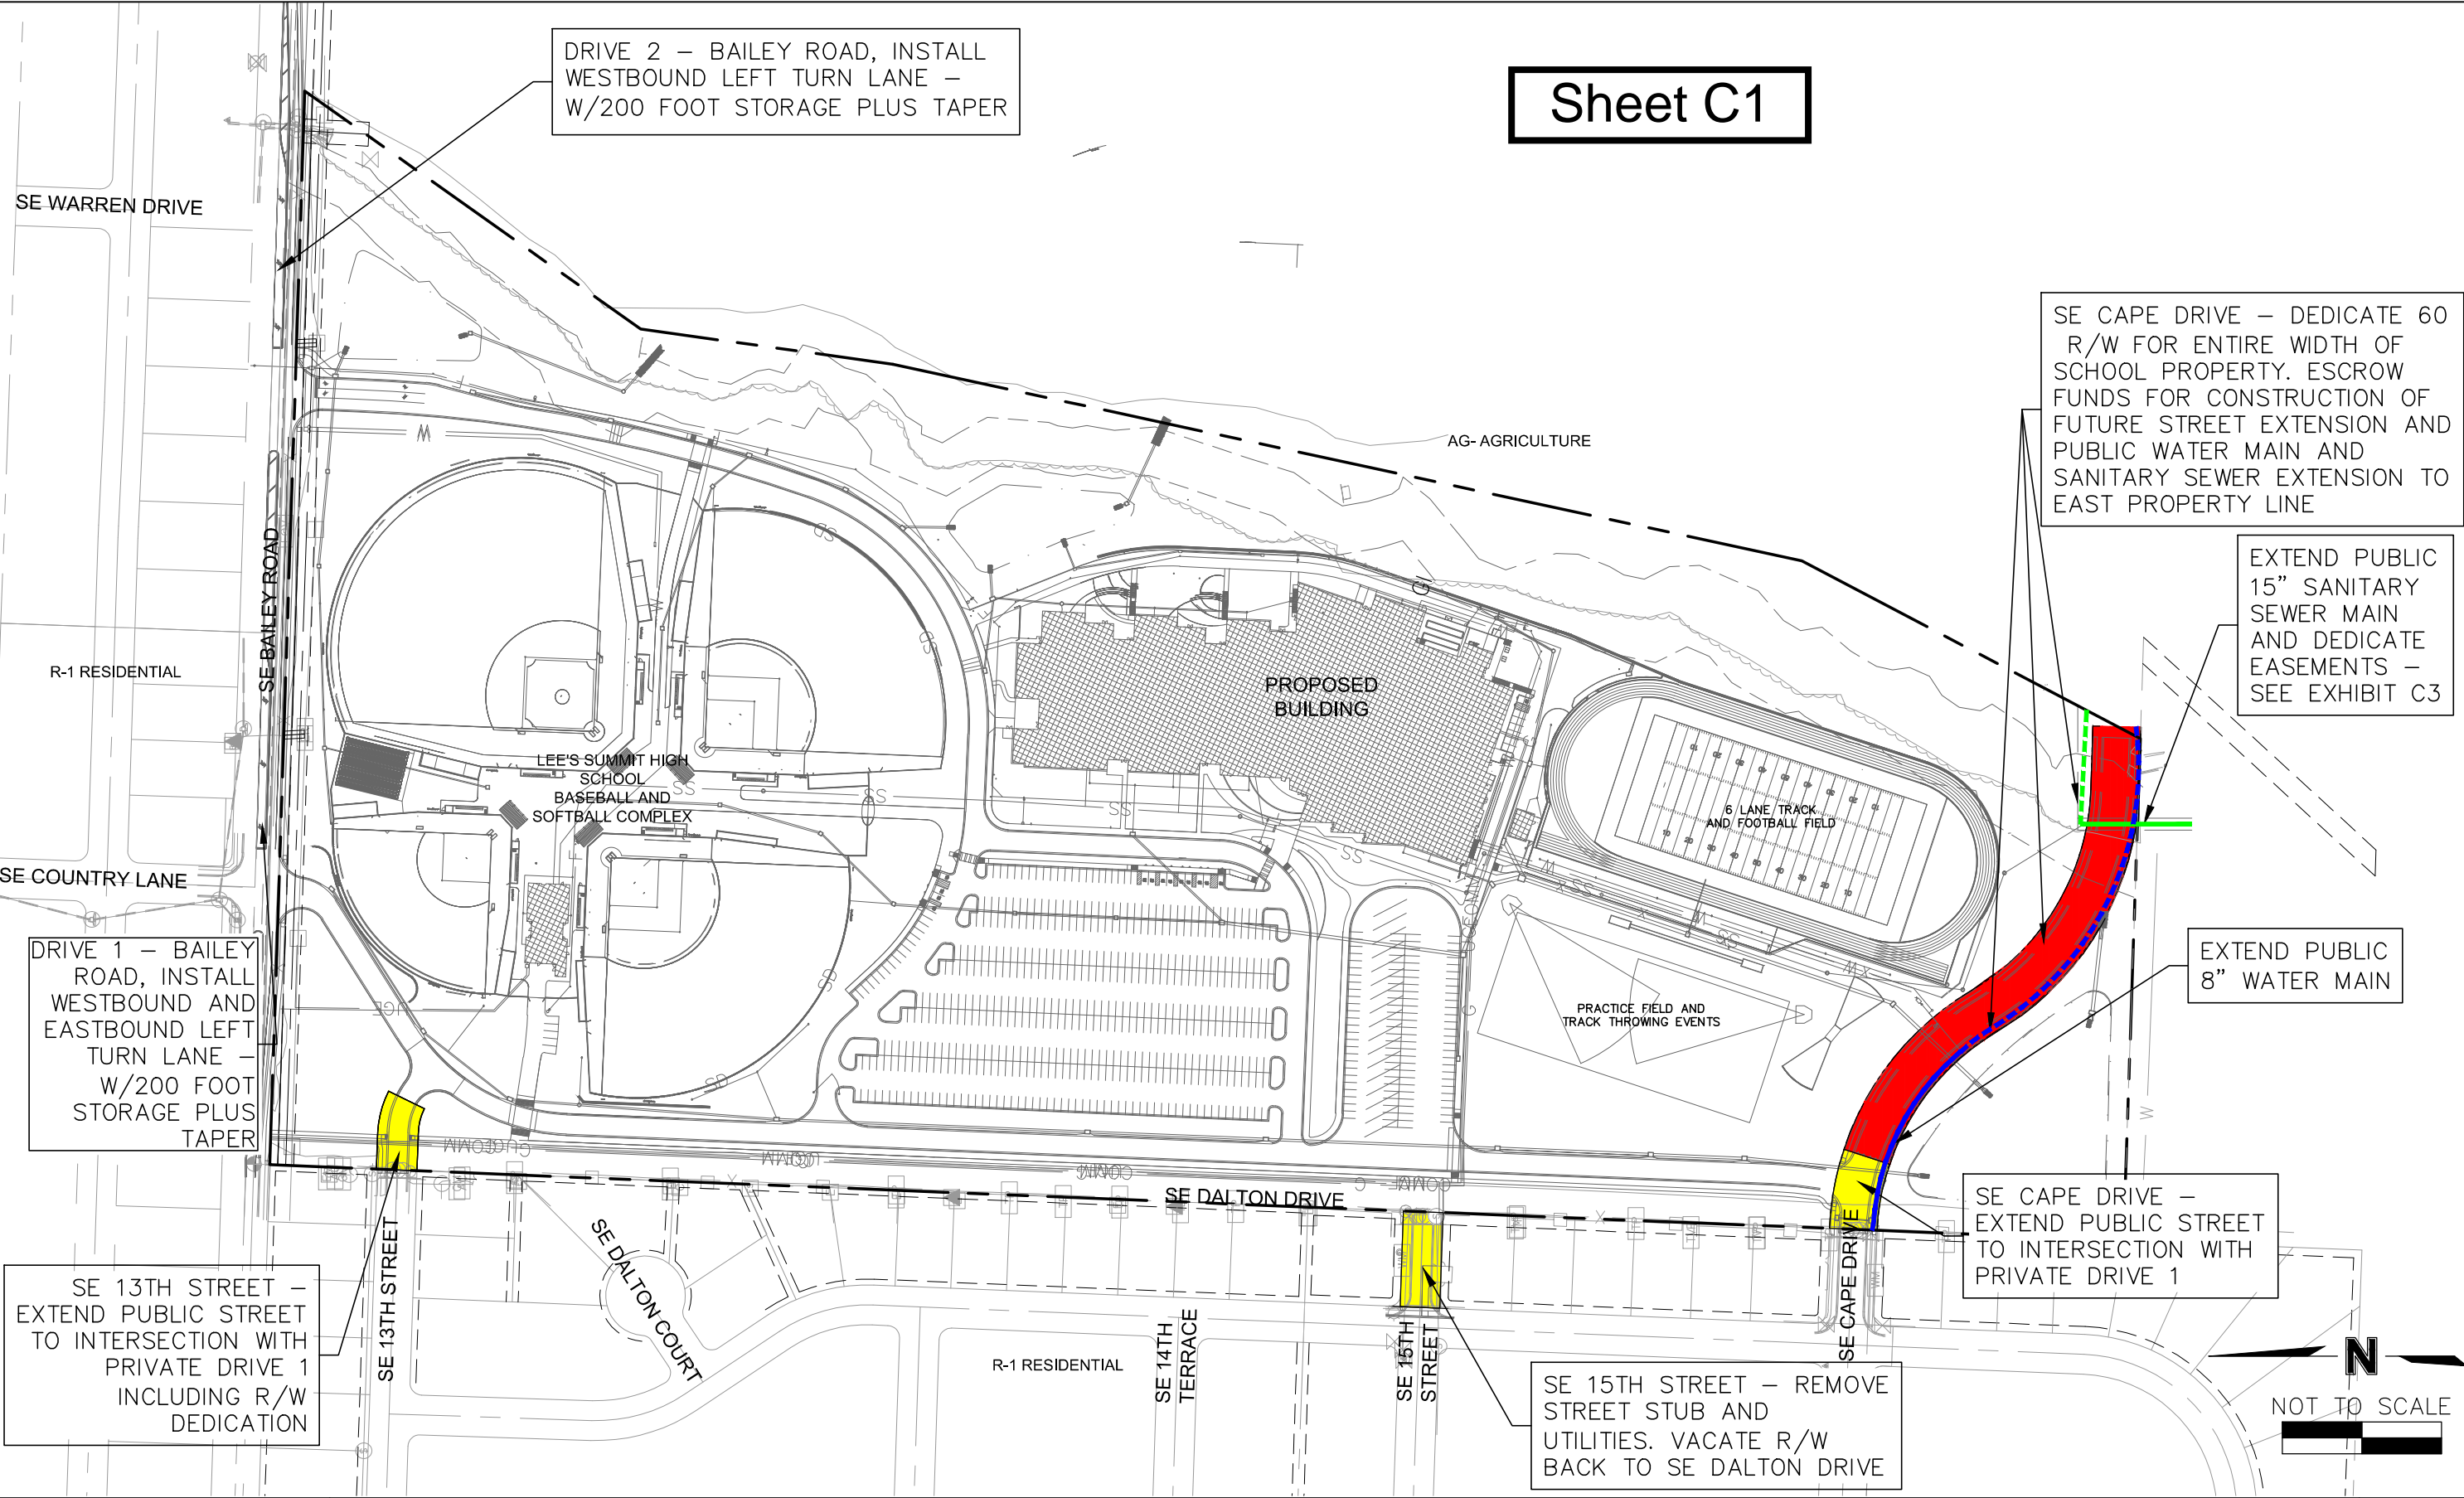 DRIVE 2 – BAILEY ROAD, INSTALL
WESTBOUND LEFT TURN LANE –
W/200 FOOT STORAGE PLUS TAPER
Sheet C1
SE WARREN DRIVE
SE CAPE DRIVE – DEDICATE 60
R/W FOR ENTIRE WIDTH OF
SCHOOL PROPERTY. ESCROW
FUNDS FOR CONSTRUCTION OF
FUTURE STREET EXTENSION AND
PUBLIC WATER MAIN AND
SANITARY SEWER EXTENSION TO
EAST PROPERTY LINE
AG- AGRICULTURE
EXTEND PUBLIC
15" SANITARY
SEWER MAIN
AND DEDICATE
EASEMENTS –
SEE EXHIBIT C3
SE BAILEY ROAD
R-1 RESIDENTIAL
PROPOSED
BUILDING
LEE'S SUMMIT HIGH
SCHOOL
BASEBALL AND
SOFTBALL COMPLEX
6 LANE TRACK
AND FOOTBALL FIELD
SE COUNTRY LANE
DRIVE 1 – BAILEY
ROAD, INSTALL
WESTBOUND AND
EASTBOUND LEFT
TURN LANE –
W/200 FOOT
STORAGE PLUS
TAPER
EXTEND PUBLIC
8" WATER MAIN
PRACTICE FIELD AND
TRACK THROWING EVENTS
SE DALTON DRIVE
SE CAPE DRIVE –
EXTEND PUBLIC STREET
TO INTERSECTION WITH
PRIVATE DRIVE 1
SE 13TH STREET –
EXTEND PUBLIC STREET
TO INTERSECTION WITH
PRIVATE DRIVE 1
INCLUDING R/W
DEDICATION
SE 13TH STREET
SE DALTON COURT
R-1 RESIDENTIAL
SE 14TH
TERRACE
SE 15TH
STREET
SE CAPE DRIVE
SE 15TH STREET – REMOVE
STREET STUB AND
UTILITIES. VACATE R/W
BACK TO SE DALTON DRIVE
N
NOT TO SCALE